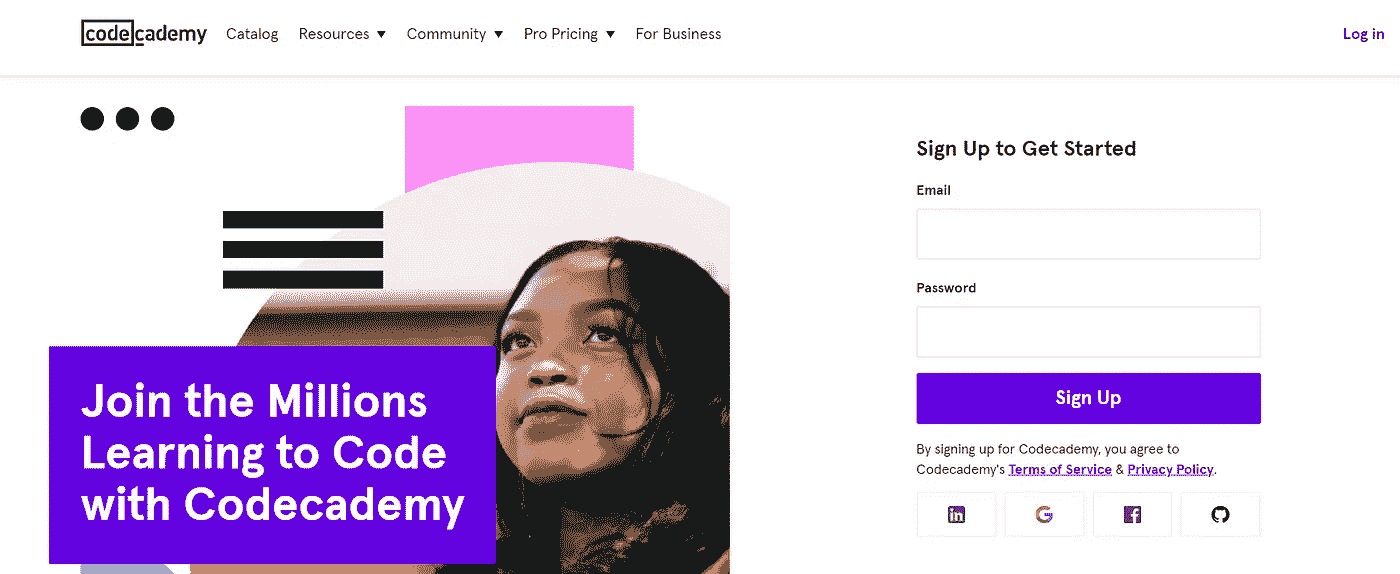 codecademy Catalog Resources Community Pro Pricing For Business Log in
Sign Up to Get Started
Email
Password
Sign Up
By signing up for Codecademy, you agree to
Codecademy's Terms of Service & Privacy Policy.
Join the Millions
Learning to Code
with Codecademy
in G f